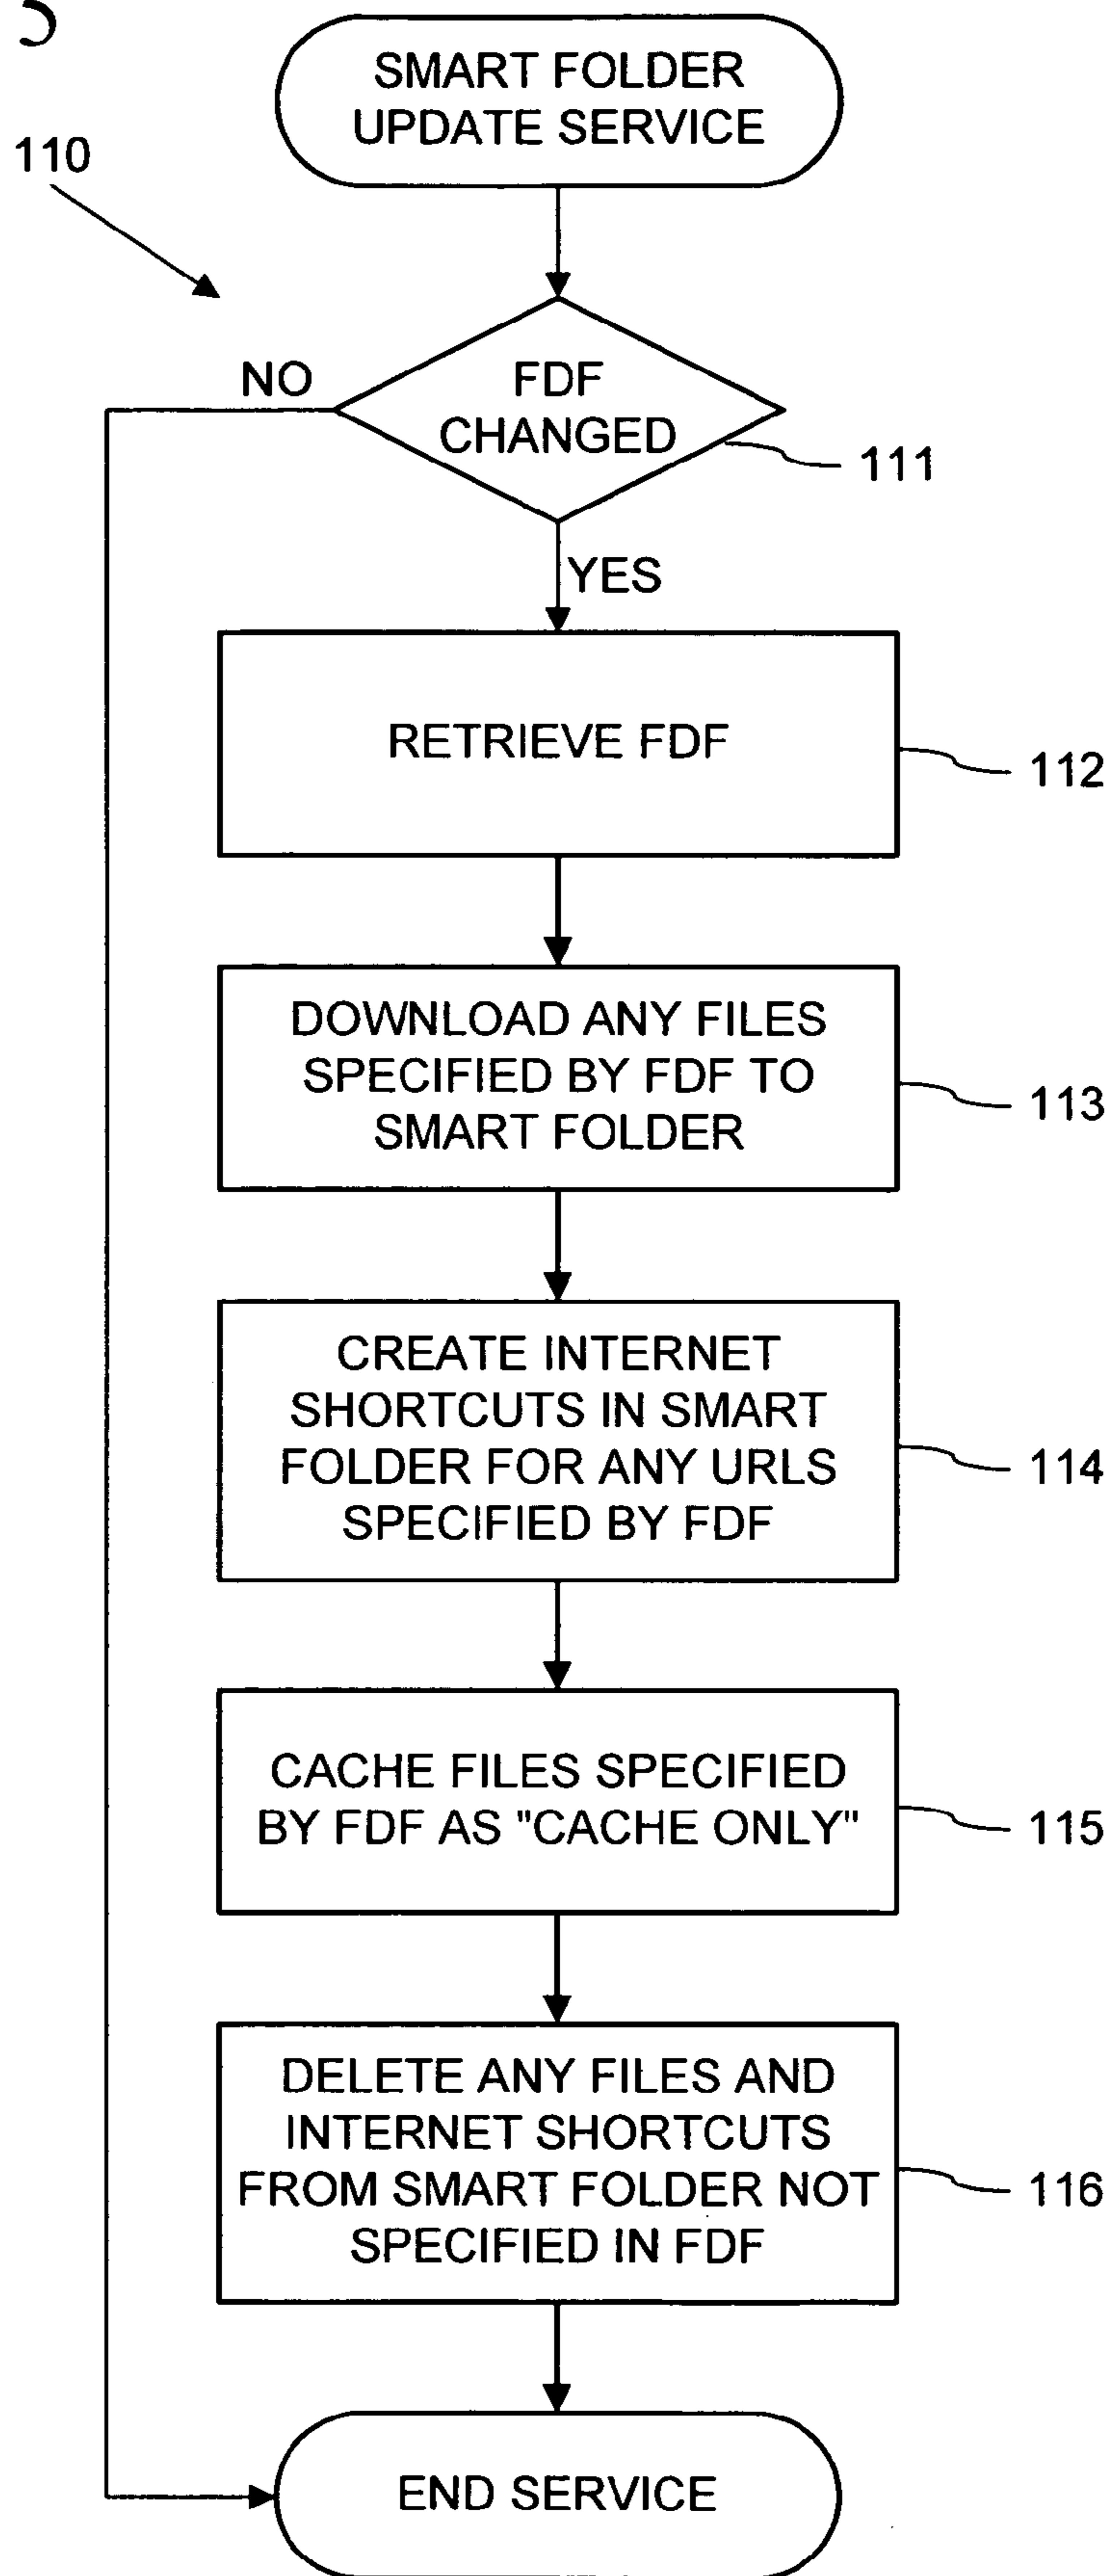 SMART FOLDER
UPDATE SERVICE
110
FDF
CHANGED
NO
111
YES
RETRIEVE FDF
112
DOWNLOAD ANY FILES
SPECIFIED BY FDF TO
SMART FOLDER
113
CREATE INTERNET
SHORTCUTS IN SMART
FOLDER FOR ANY URLS
SPECIFIED BY FDF
114
CACHE FILES SPECIFIED
BY FDF AS "CACHE ONLY"
115
DELETE ANY FILES AND
INTERNET SHORTCUTS
FROM SMART FOLDER NOT
SPECIFIED IN FDF
116
END SERVICE